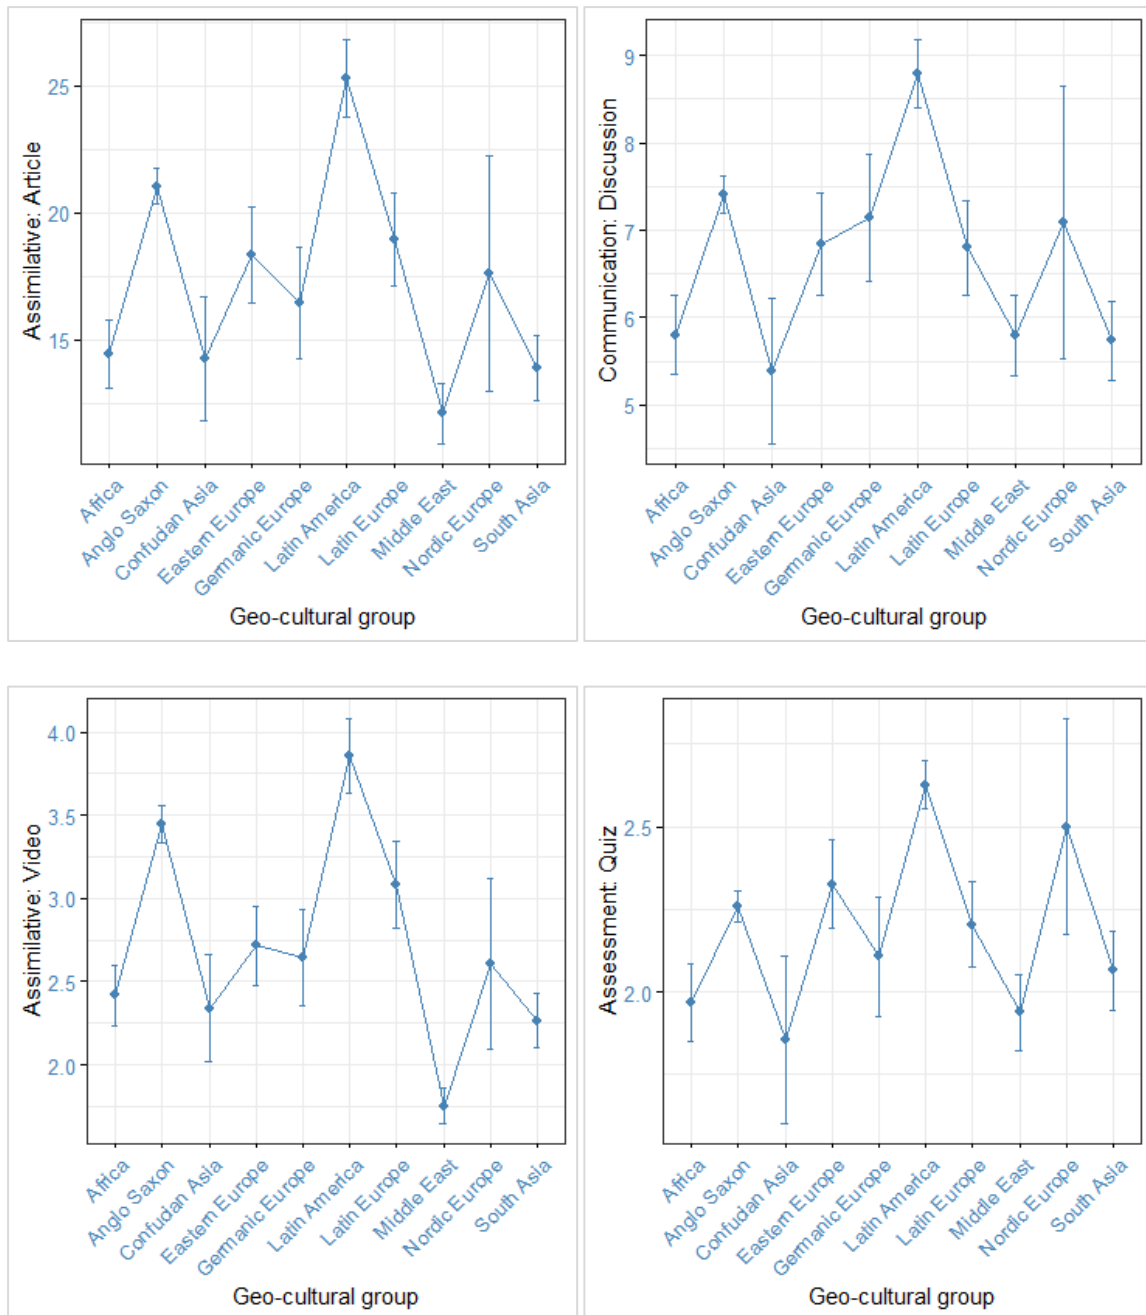 Assimilative: Article
25
20
15
Africa
Anglo Saxon
Confudan Asia
Eastern Europe
Germanic Europe
Latin America
Latin Europe
Middle East
Nordic Europe
South Asia
Geo-cultural group
Communication: Discussion
9
8
7
6
5
Africa
Anglo Saxon
Confudan Asia
Eastern Europe
Germanic Europe
Latin America
Latin Europe
Middle East
Nordic Europe
South Asia
Geo-cultural group
Assimilative: Video
4.0
3.5
3.0
2.5
2.0
Africa
Anglo Saxon
Confudan Asia
Eastern Europe
Germanic Europe
Latin America
Latin Europe
Middle East
Nordic Europe
South Asia
Geo-cultural group
Assessment: Quiz
2.5
2.0
Africa
Anglo Saxon
Confudan Asia
Eastern Europe
Germanic Europe
Latin America
Latin Europe
Middle East
Nordic Europe
South Asia
Geo-cultural group